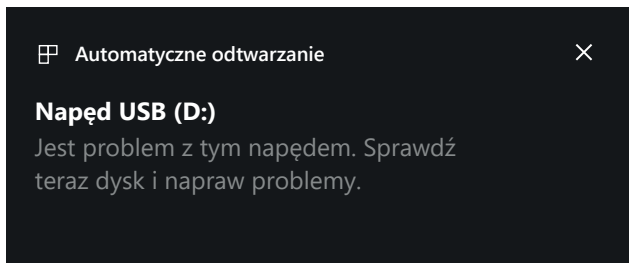 Automatyczne odtwarzanie
Napęd USB (D:)
Jest problem z tym napędem. Sprawdź
teraz dysk i napraw problemy.